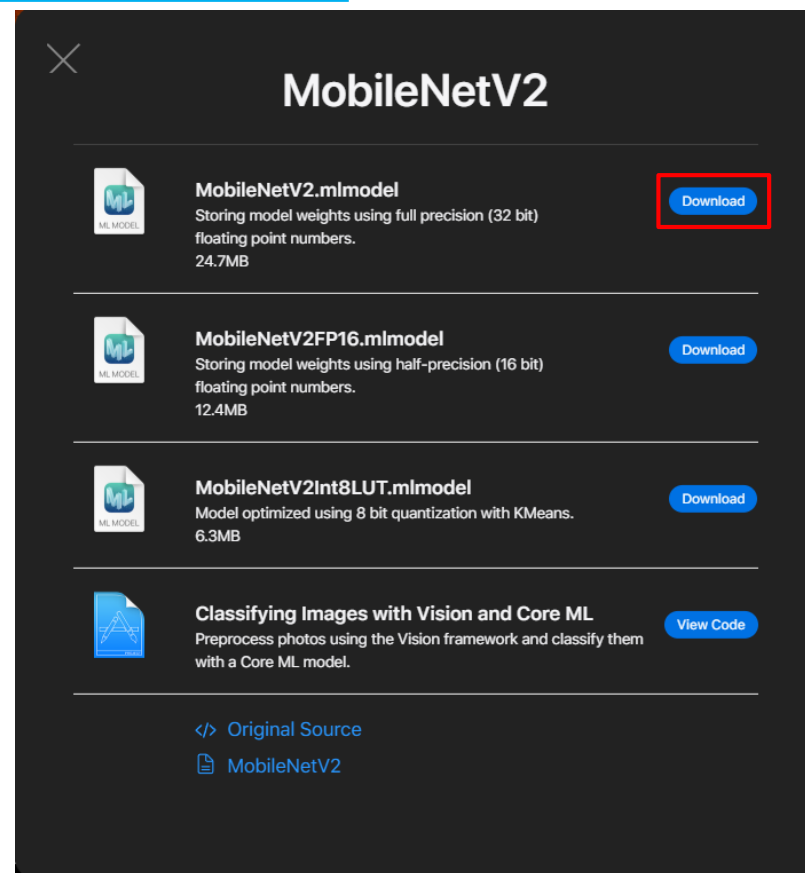 MobileNetV2
ML
ML MODEL
MobileNetV2.mlmodel
Storing model weights using full precision (32 bit)
floating point numbers.
24.7MB
Download
ML
ML MODEL
MobileNetV2FP16.mlmodel
Storing model weights using half-precision (16 bit)
floating point numbers.
12.4MB
Download
ML
ML MODEL
MobileNetV2Int8LUT.mlmodel
Model optimized using 8 bit quantization with KMeans.
6.3MB
Download
Classifying Images with Vision and Core ML
Preprocess photos using the Vision framework and classify them
with a Core ML model.
View Code
</> Original Source
MobileNetV2